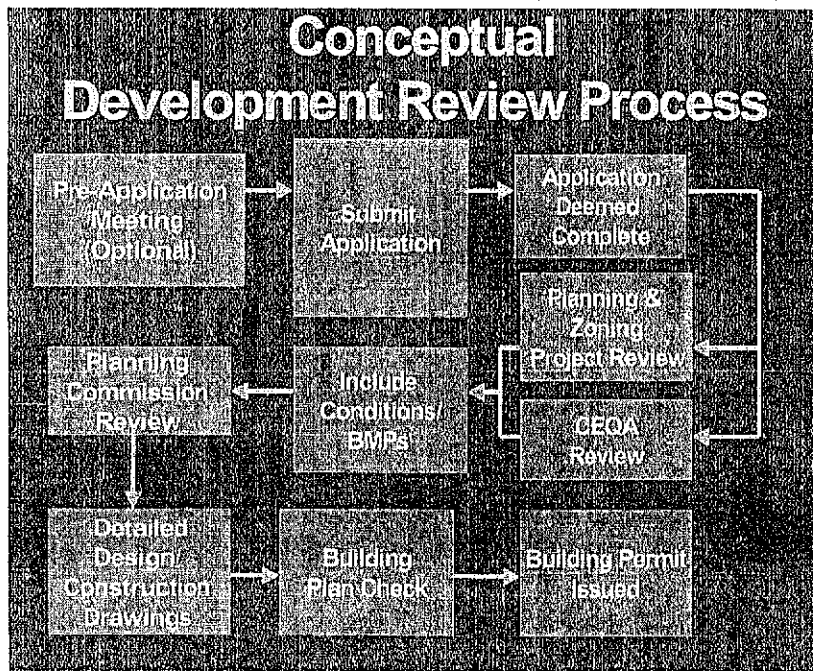 Conceptual
Development Review Process
Pre-Application
Meeting
(Optional)
Submit
Application
Application
Deemed
Complete
Planning &
Zoning
Project Review
CEQA
Review
Include
Conditions/
BMPs
Planning
Commission
Review
Detailed
Design/
Construction
Drawings
Building
Plan Check
Building Permit
Issued